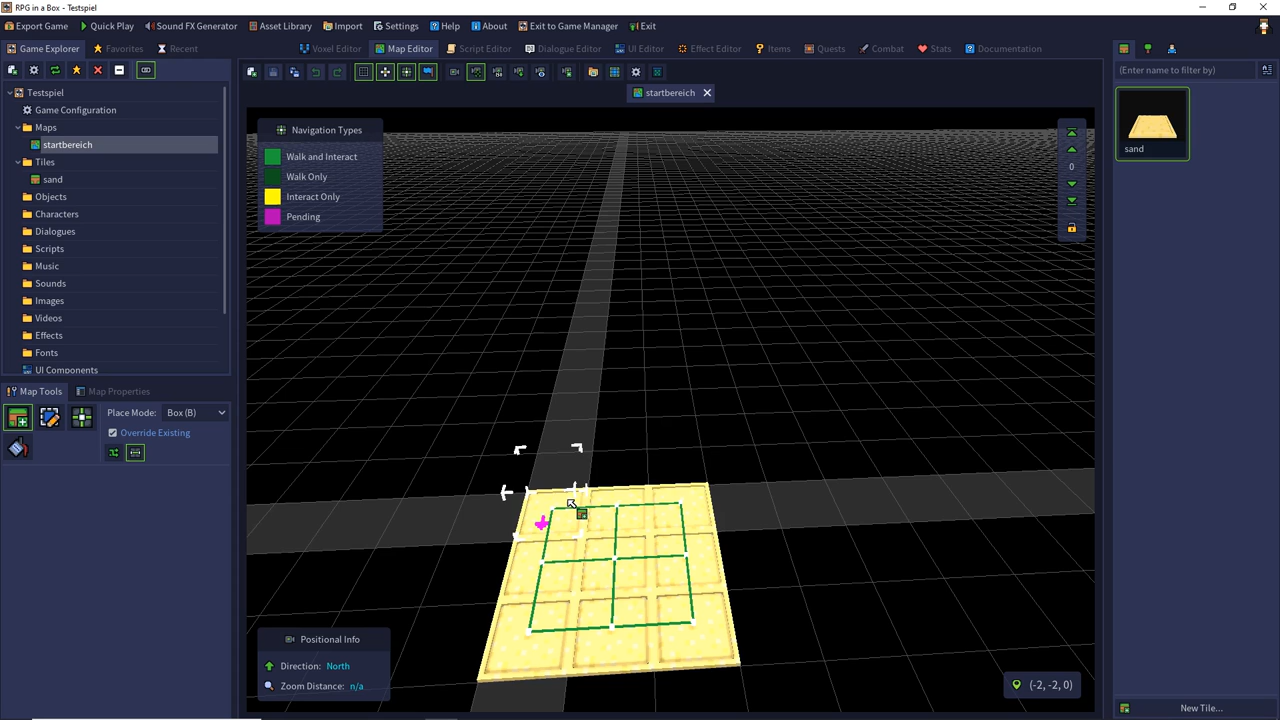 RPG in a Box - Testspiel
Export Game Quick Play Sound FX Generator Asset Library Import Settings Help About Exit to Game Manager Exit
Game Explorer Favorites Recent Voxel Editor Map Editor Script Editor Dialogue Editor UI Editor Effect Editor Items Quests Combat Stats Documentation
(Enter name to filter by)
startbereich
Testspiel
Game Configuration
Maps
startbereich
Tiles
sand
Objects
Characters
Dialogues
Scripts
Music
Sounds
Images
Videos
Effects
Fonts
UI Components
Navigation Types
Walk and Interact
Walk Only
Interact Only
Pending
0
sand
Map Tools Map Properties
Place Mode: Box (B)
Override Existing
Positional Info
Direction: North
Zoom Distance: n/a
(-2, -2, 0)
New Tile...